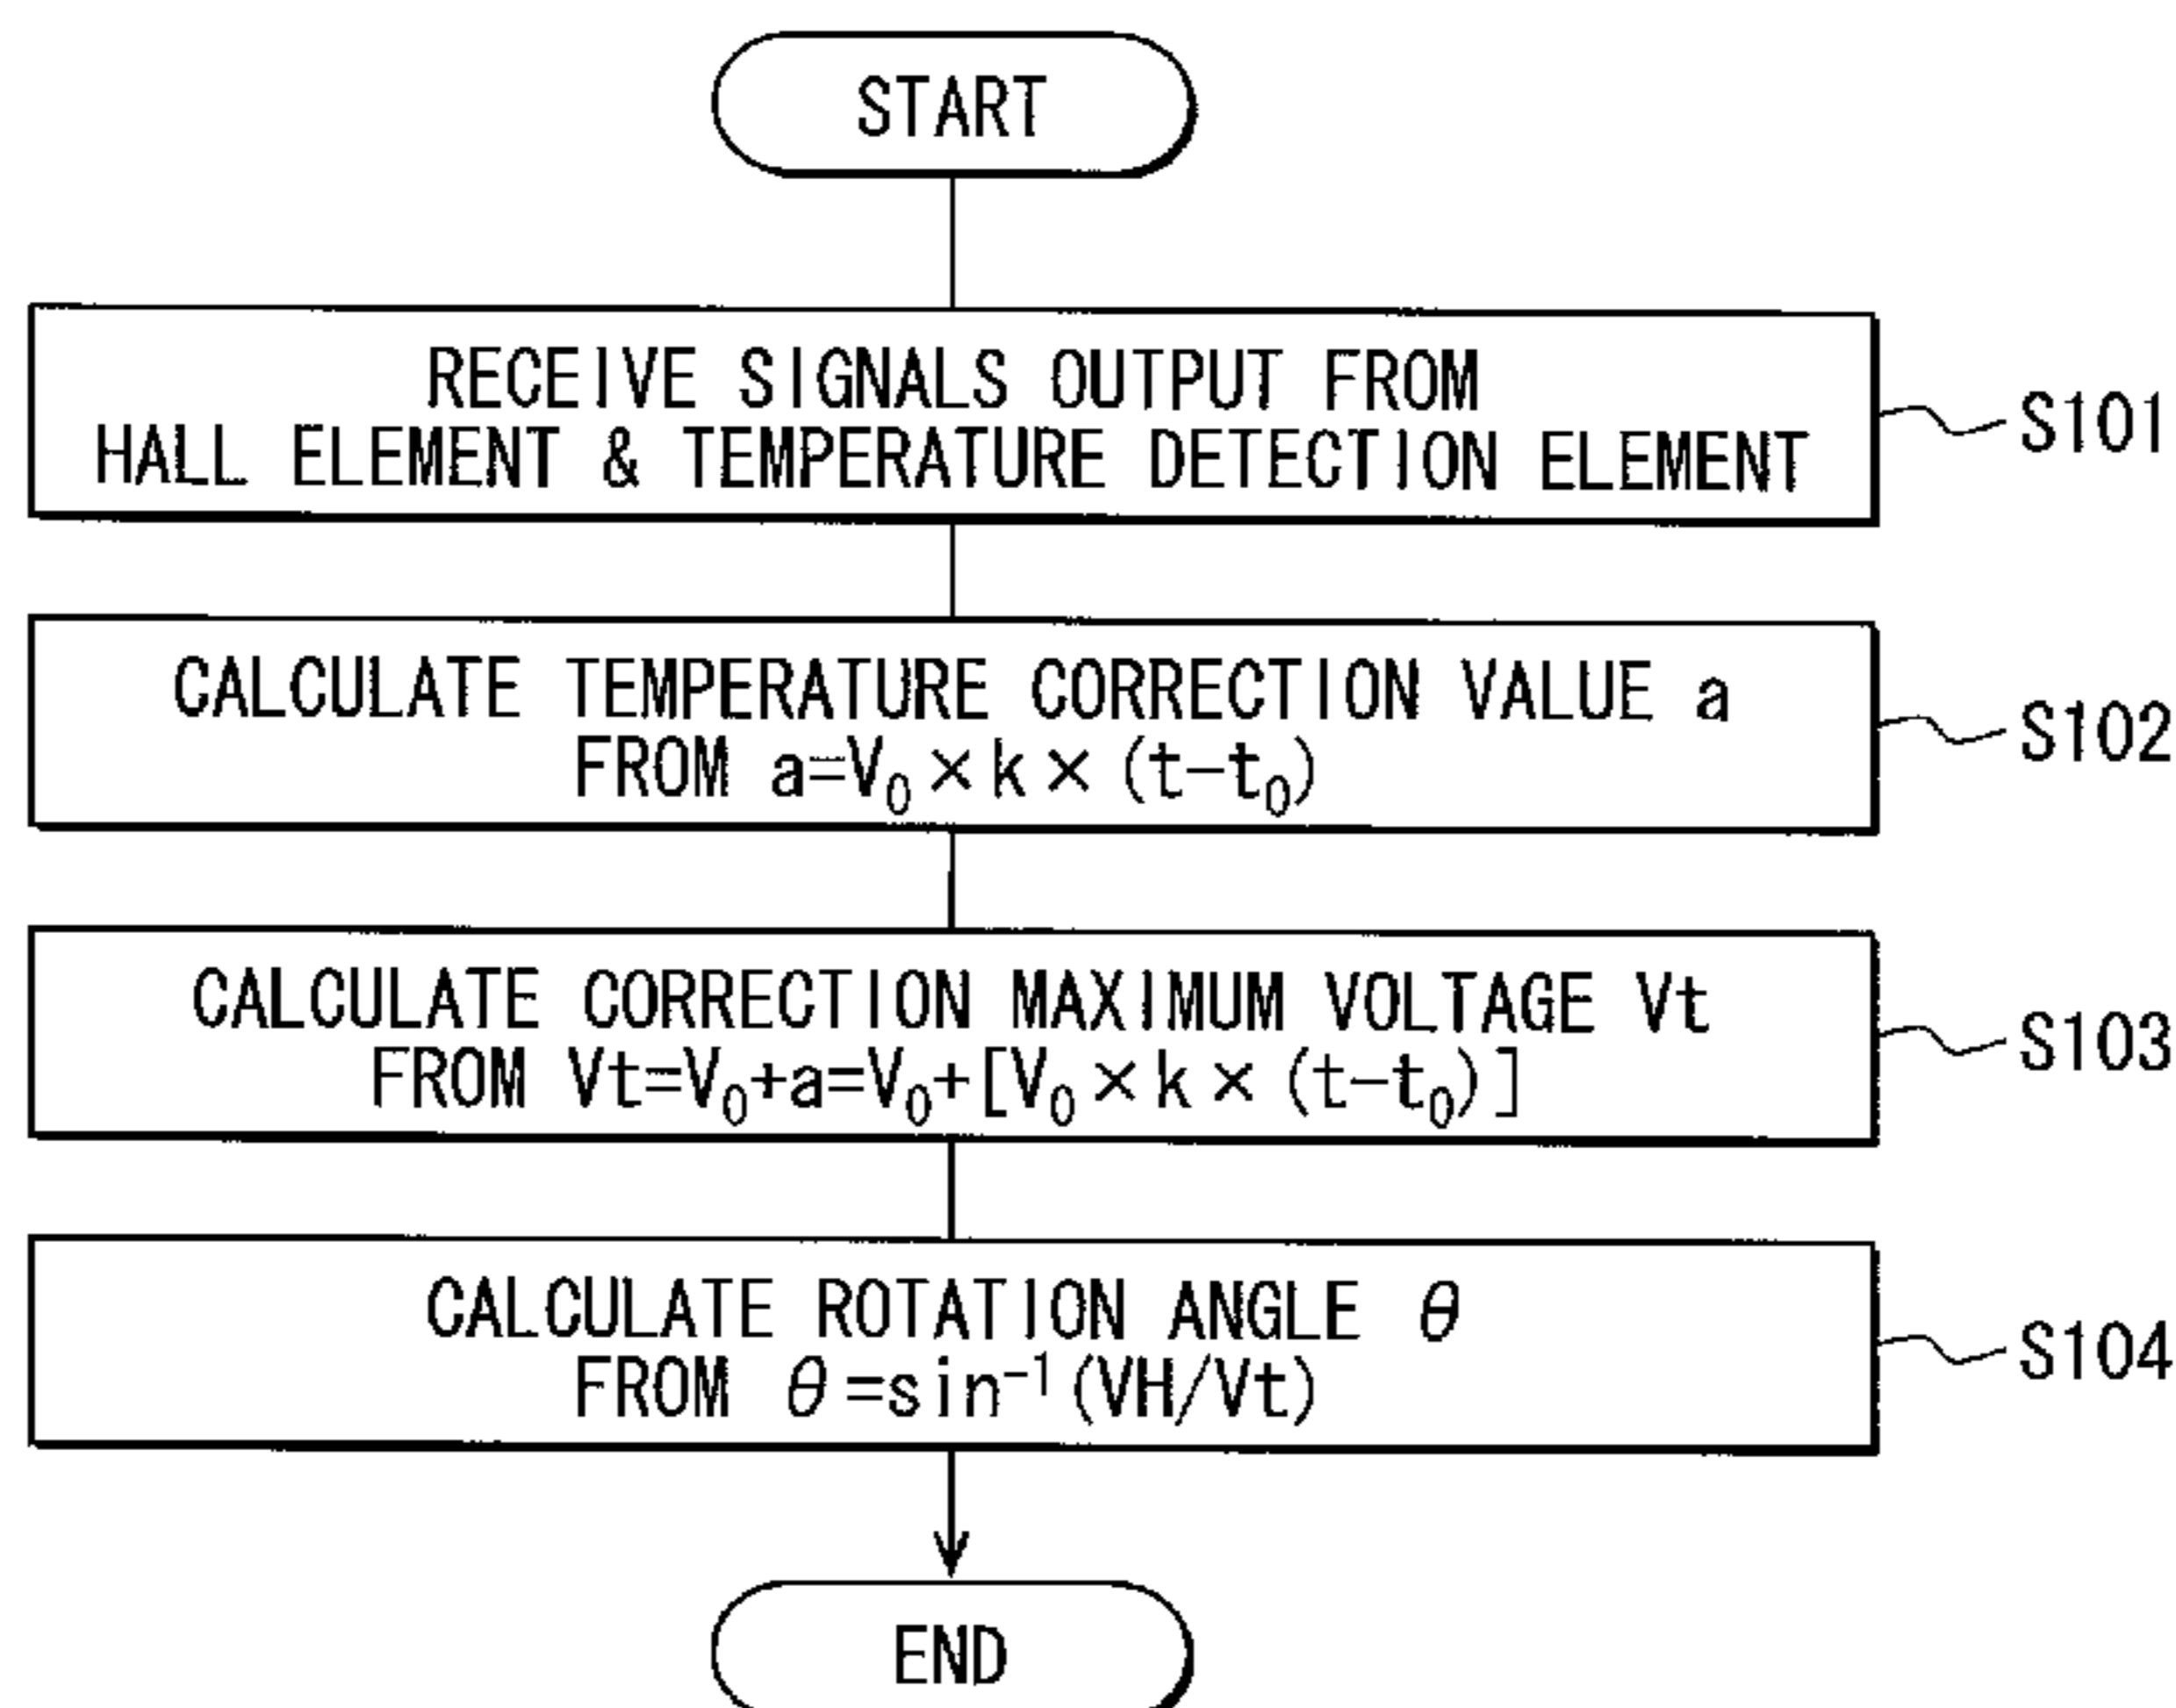 START
RECEIVE SIGNALS OUTPUT FROM
HALL ELEMENT & TEMPERATURE DETECTION ELEMENT
S101
CALCULATE TEMPERATURE CORRECTION VALUE a
FROM a=V₀×k×(t-t₀)
S102
CALCULATE CORRECTION MAXIMUM VOLTAGE Vt
FROM Vt=V₀+a=V₀+[V₀×k×(t-t₀)]
S103
CALCULATE ROTATION ANGLE θ
FROM θ=sin⁻¹(VH/Vt)
S104
END